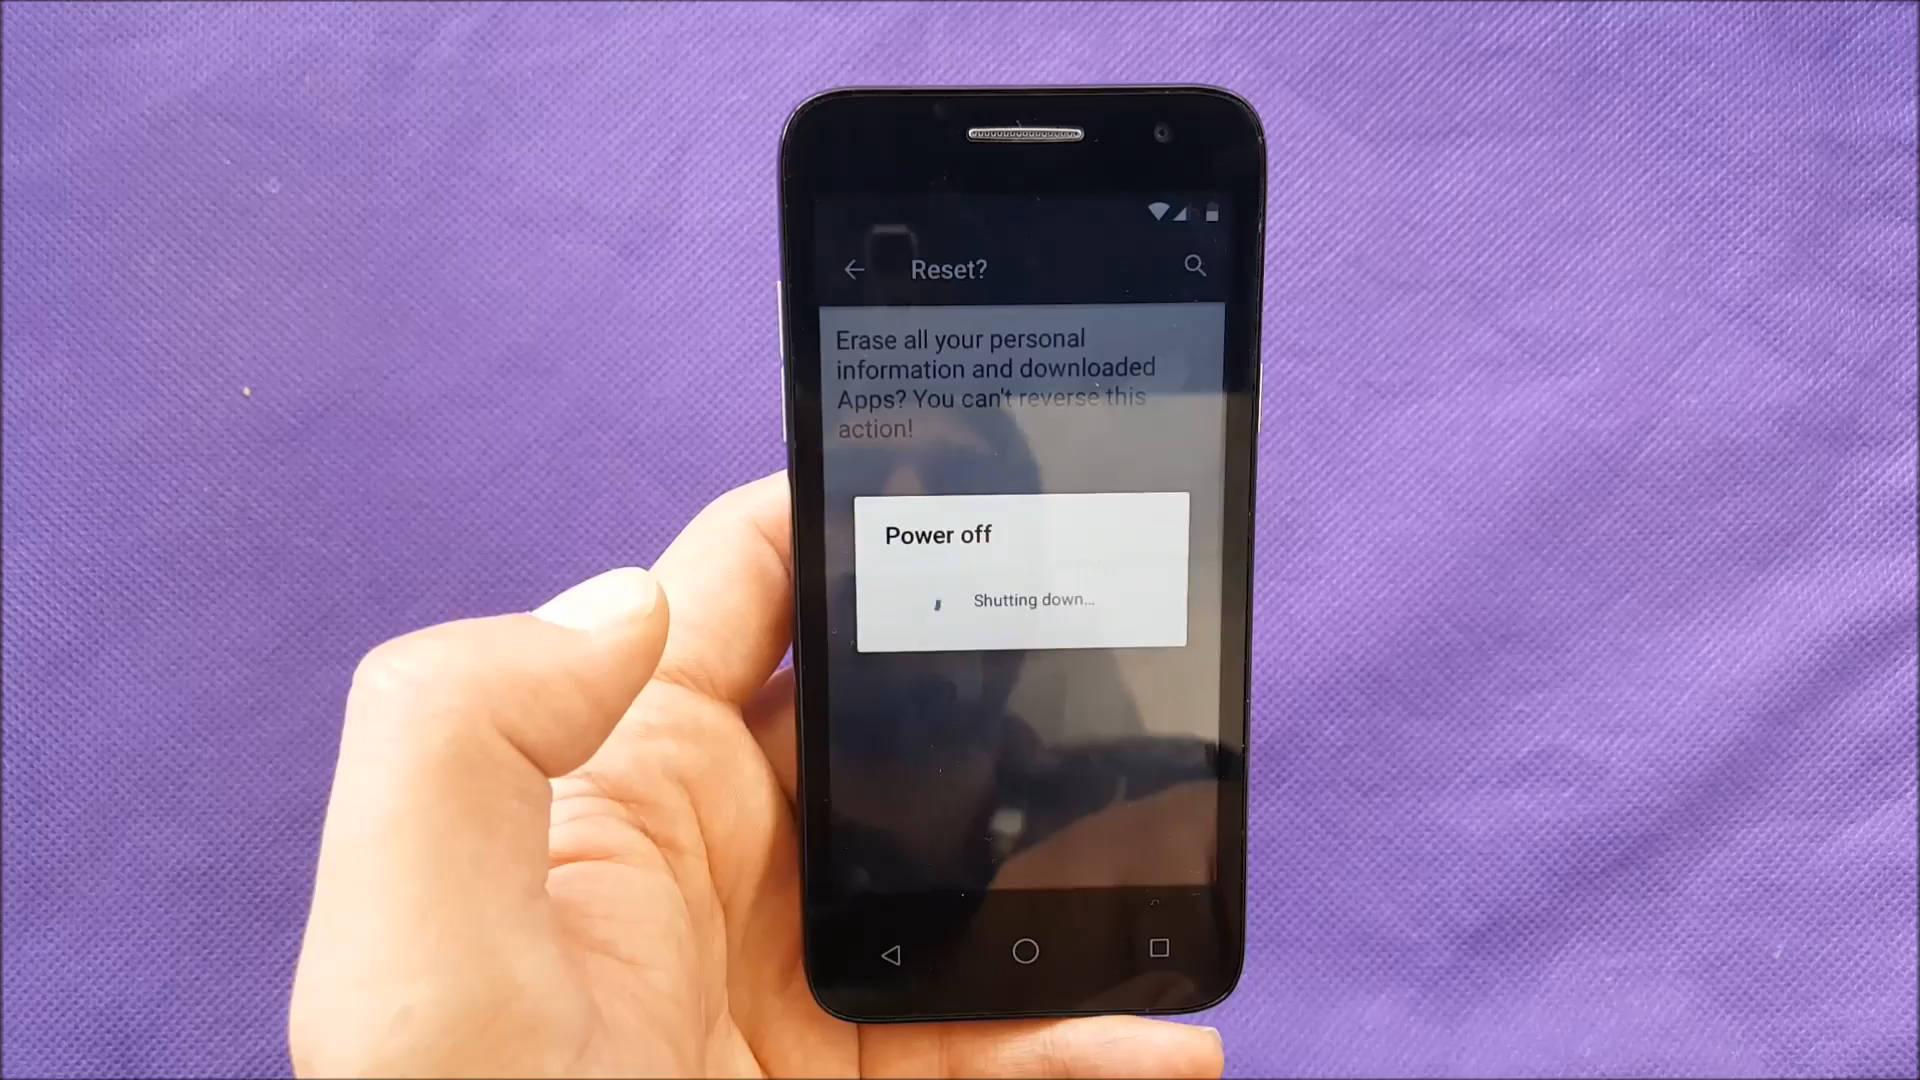 Reset?
Erase all your personal
information and downloaded
Apps? You can't reverse this
action!
Power off
Shutting down...